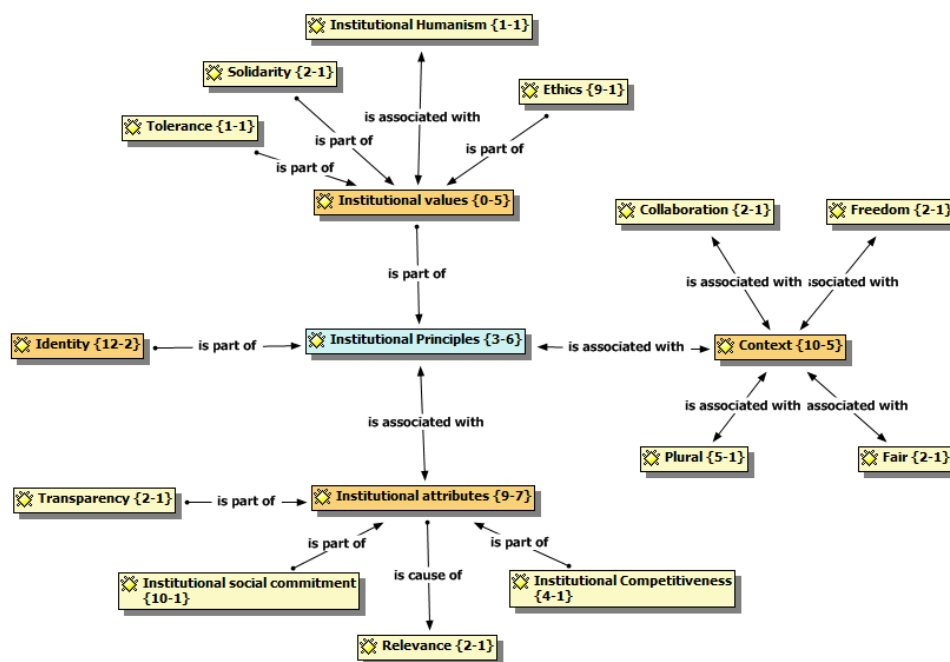 Institutional Humanism {1-1}
Solidarity {2-1}
Ethics {9-1}
is associated with
Tolerance {1-1}
is part of
is part of
is part of
Institutional values {0-5}
Collaboration {2-1}
Freedom {2-1}
is part of
is associated with
associated with
Identity {12-2}
is part of
Institutional Principles {3-6}
is associated with
Context {10-5}
is associated with
is associated with
associated with
Plural {5-1}
Fair {2-1}
Transparency {2-1}
is part of
Institutional attributes {9-7}
is part of
is part of
Institutional social commitment
{10-1}
is cause of
Institutional Competitiveness
{4-1}
Relevance {2-1}